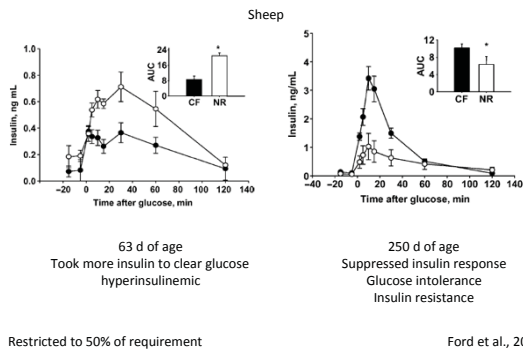 Sheep
1.0
0.8
0.6
0.4
0.2
0.0
Insulin, ng mL
-20 0 20 40 60 80 100 120 140
Time after glucose, min
24
16
8
0
AUC
*
CF NR
5
4
3
2
1
0
Insulin, ng/mL
-40 -20 0 20 40 60 80 100 120 140
Time after glucose, min
12
8
4
0
AUC
*
CF NR
63 d of age
Took more insulin to clear glucose
hyperinsulinemic
250 d of age
Suppressed insulin response
Glucose intolerance
Insulin resistance
Restricted to 50% of requirement
Ford et al., 20